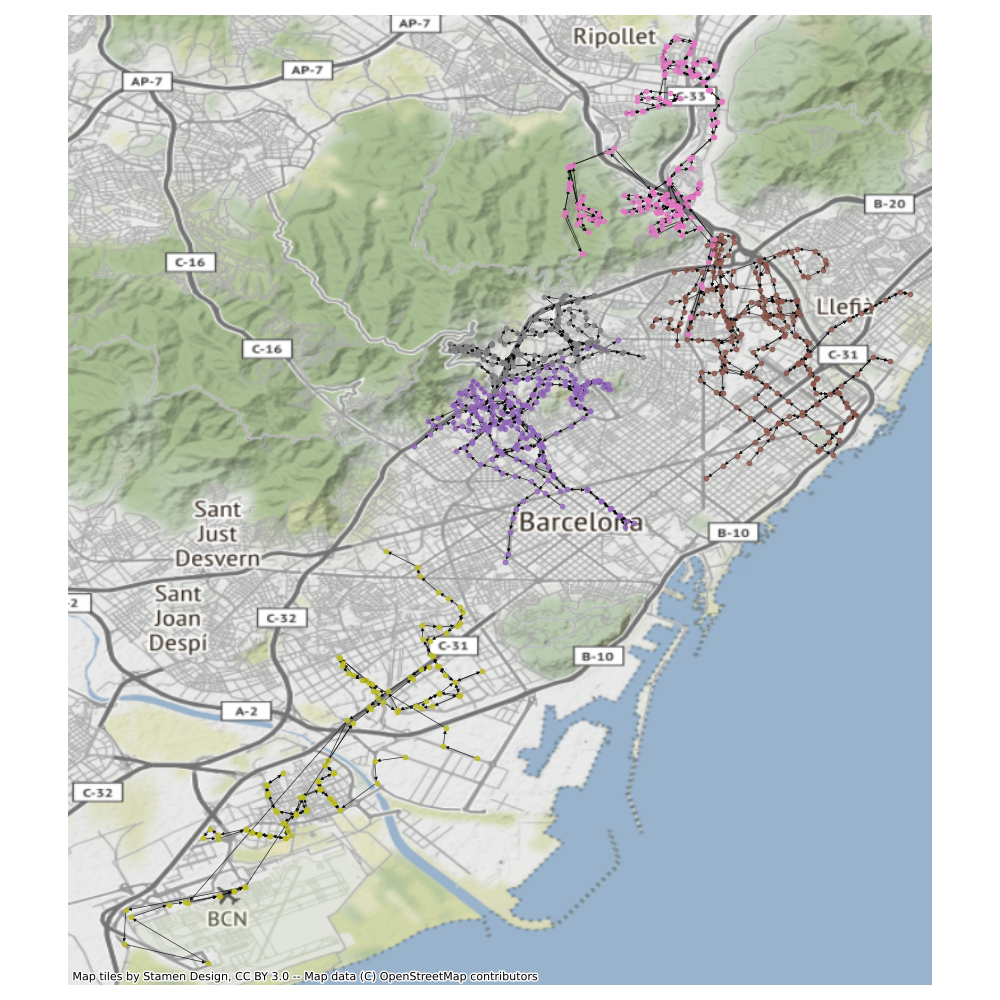 AP-7
Ripollet
AP-7
AP-7
C-33
B-20
C-16
Llefià
C-16
C-31
Sant
Just
Desvern
Barcelona
B-10
-2
Sant
Joan
Despí
C-32
C-31
B-10
A-2
C-32
BCN
Map tiles by Stamen Design, CC BY 3.0 -- Map data (C) OpenStreetMap contributors